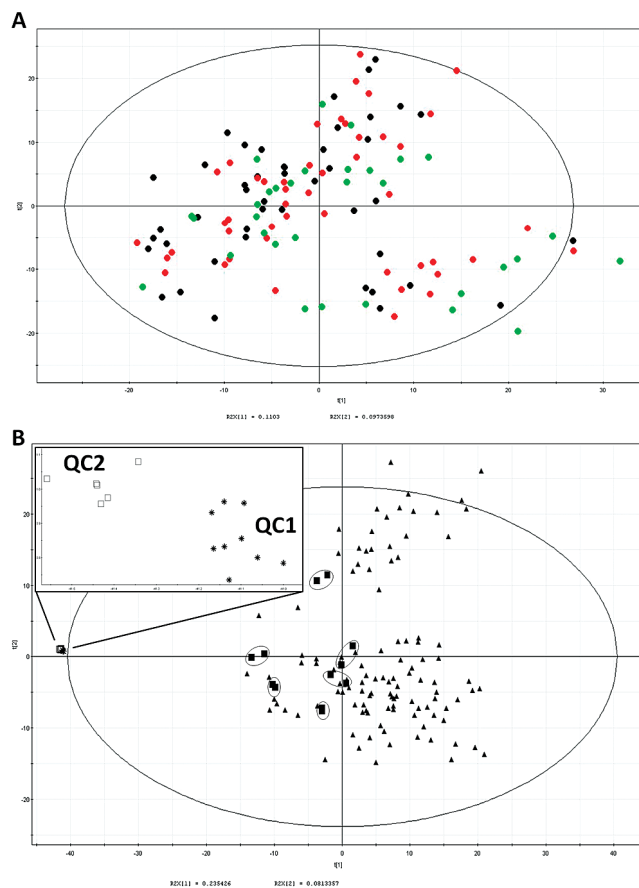 A
t[2]
20
10
0
-10
-20
-20 -10 0 10 20 30
t[1]
R2X[1] = 0.1103 R2X[2] = 0.0973598
B
QC2
QC1
t[2]
20
10
0
-10
-20
-40 -30 -20 -10 0 10 20 30 40
t[1]
R2X[1] = 0.235426 R2X[2] = 0.0813357